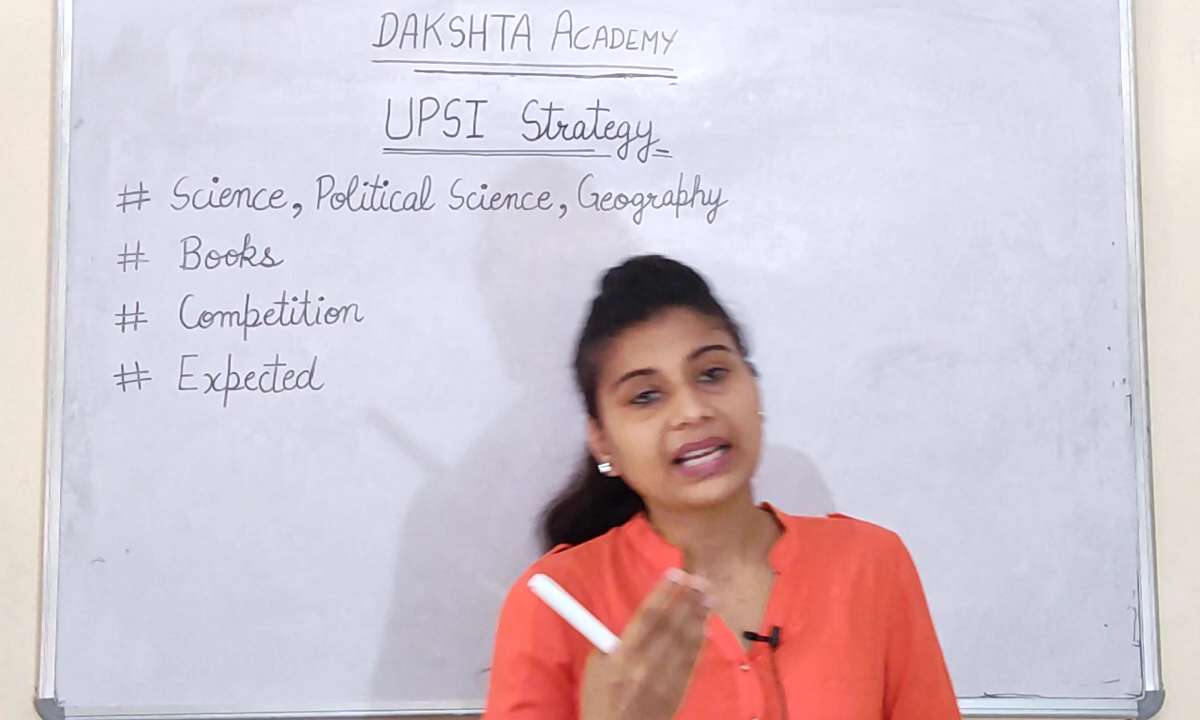 DAKSHTA ACADEMY
UPSI Strategy
# Science, Political Science, Geography
# Books
# Competition
# Expected